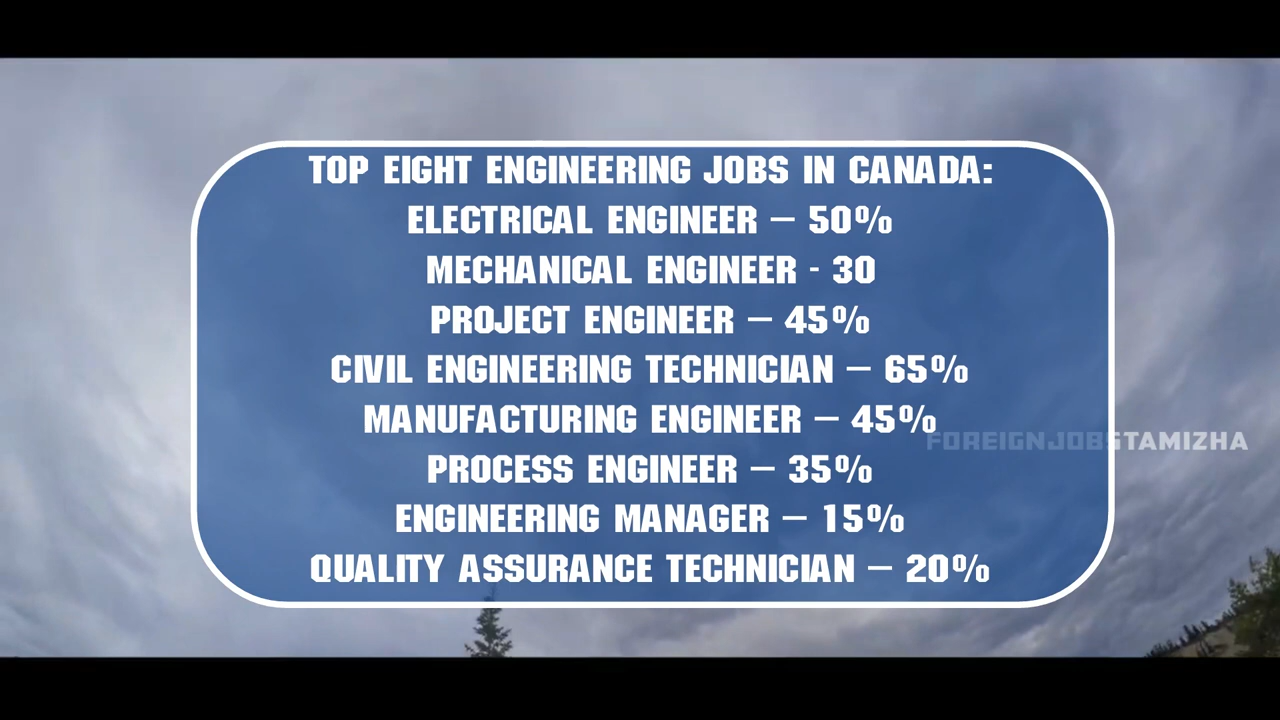 TOP EIGHT ENGINEERING JOBS IN CANADA:
ELECTRICAL ENGINEER – 50%
MECHANICAL ENGINEER - 30
PROJECT ENGINEER – 45%
CIVIL ENGINEERING TECHNICIAN – 65%
MANUFACTURING ENGINEER – 45%
FOREIGNJOBSTAMIZHA
PROCESS ENGINEER – 35%
ENGINEERING MANAGER – 15%
QUALITY ASSURANCE TECHNICIAN – 20%